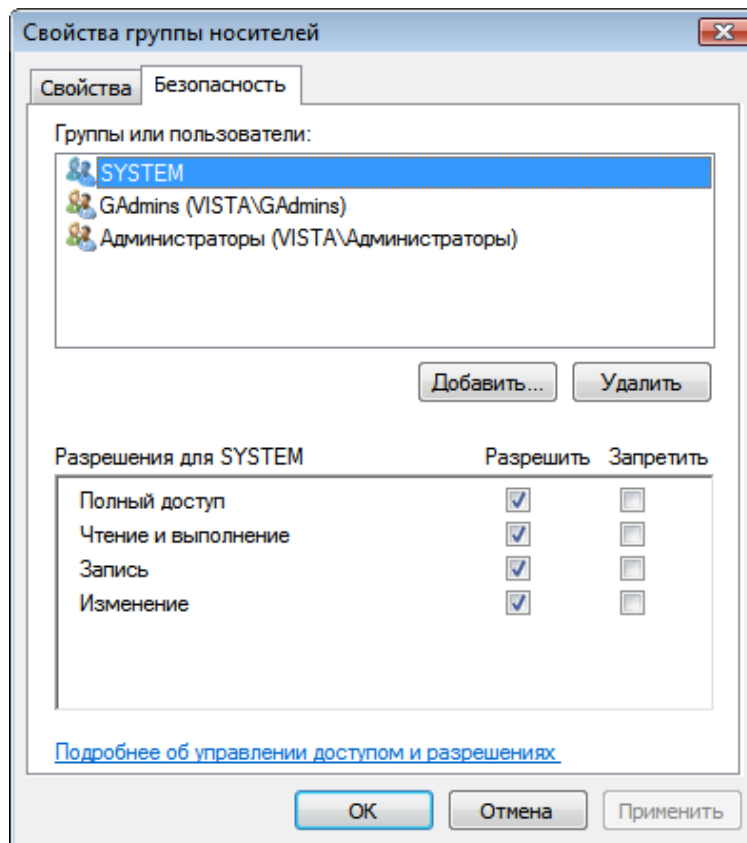 Свойства группы носителей
Свойства Безопасность
Группы или пользователи:
SYSTEM
GAdmins (VISTA\GAdmins)
Администраторы (VISTA\Администраторы)
Добавить... Удалить
Разрешения для SYSTEM Разрешить Запретить
Полный доступ
Чтение и выполнение
Запись
Изменение
Подробнее об управлении доступом и разрешениях
ОК Отмена Применить